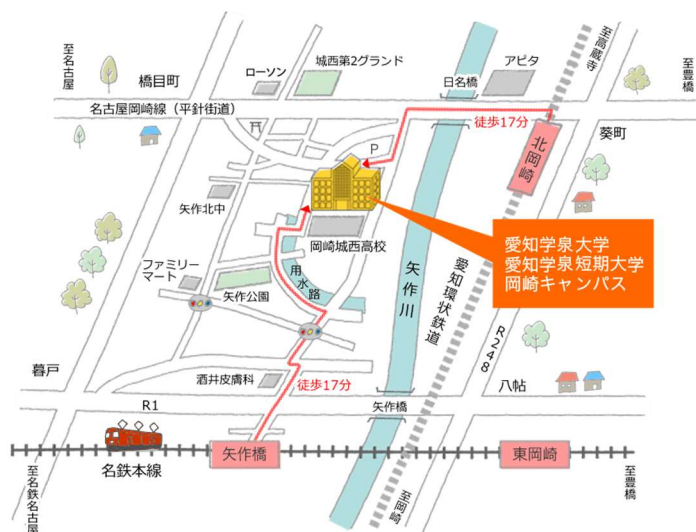 至名古屋
橋目町
ローソン
城西第2グランド
日名橋
アピタ
至高蔵寺
至豊橋
名古屋岡崎線(平針街道)
徒歩17分
葵町
P
北岡崎
矢作北中
岡崎城西高校
愛知学泉大学
愛知学泉短期大学
岡崎キャンパス
ファミリー
マート
矢作公園
用水路
矢作川
愛知環状鉄道
R248
暮戸
酒井皮膚科
徒歩17分
八帖
R1
矢作橋
名鉄本線
矢作橋
東岡崎
至名鉄名古屋
至岡崎
至豊橋